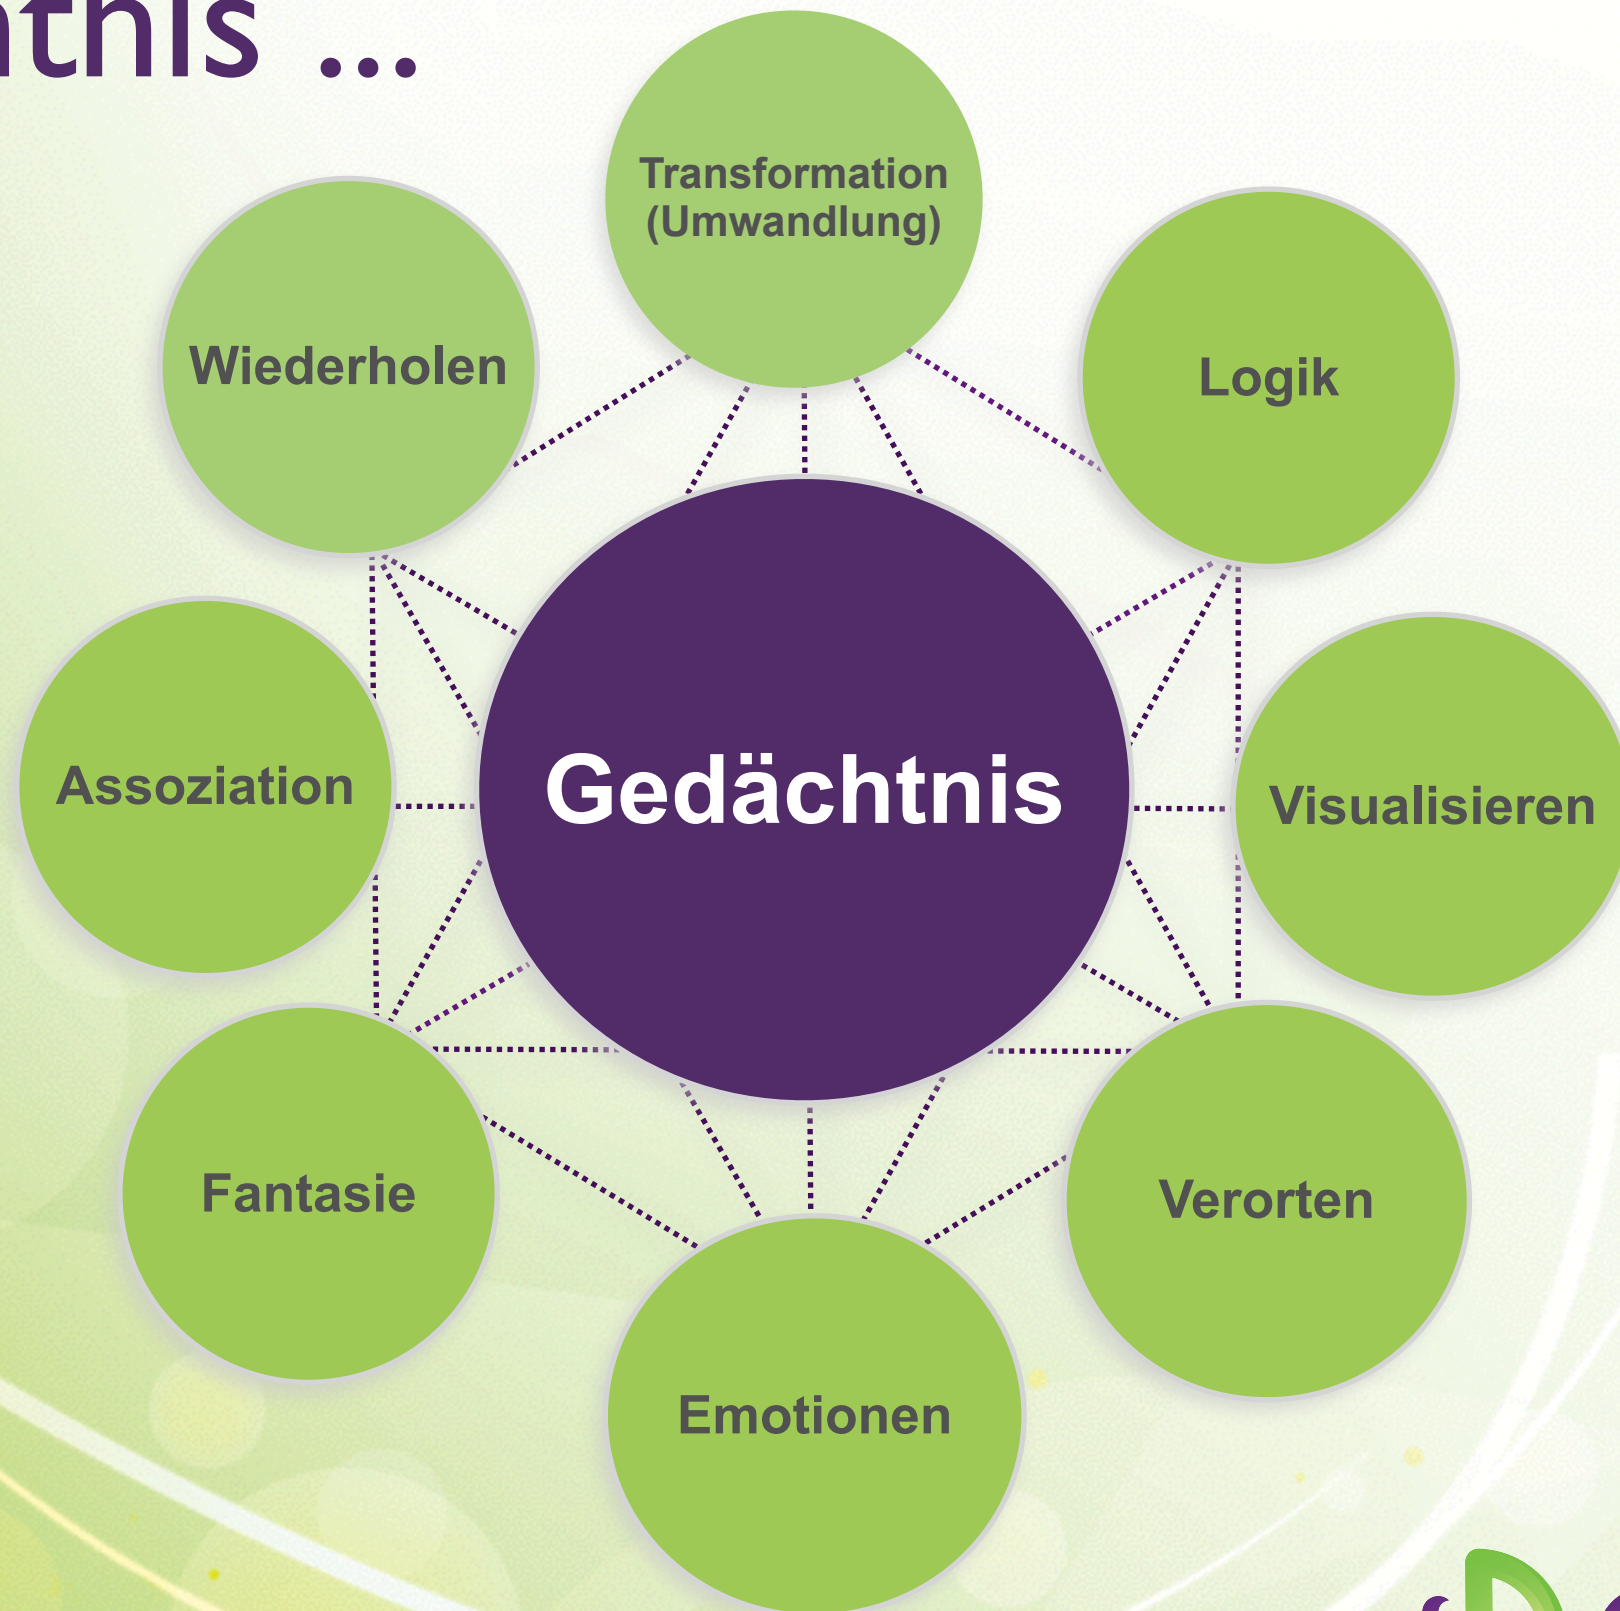 Transformation
(Umwandlung)
Wiederholen
Logik
Gedächtnis
Assoziation
Visualisieren
Fantasie
Verorten
Emotionen